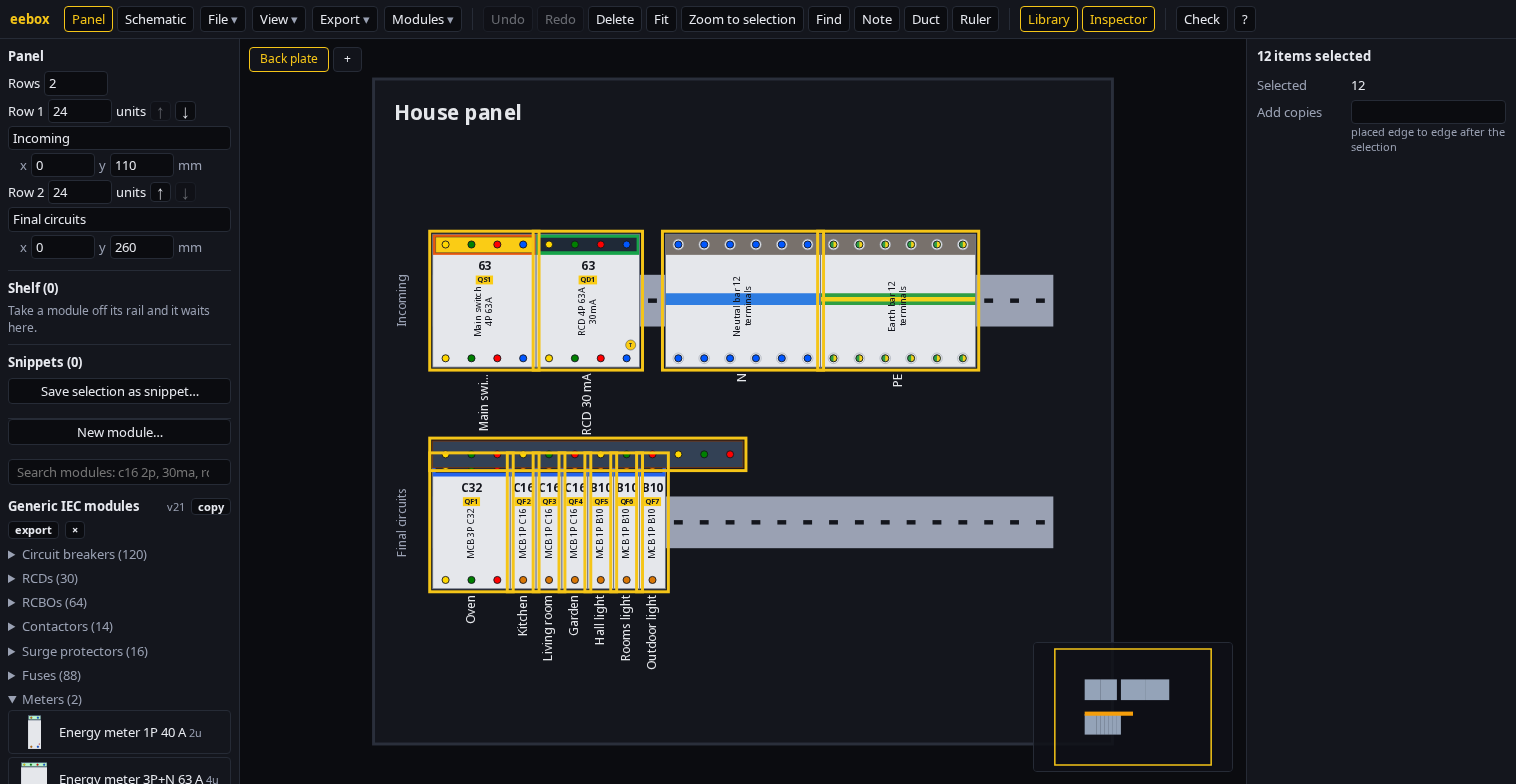 eebox Panel Schematic File ▾ View ▾ Export ▾ Modules ▾ Undo Redo Delete Fit Zoom to selection Find Note Duct Ruler Library Inspector Check ?
Panel
Rows 2
Row 1 24 units ↑ ↓
Incoming
x 0 y 110 mm
Row 2 24 units ↑ ↓
Final circuits
x 0 y 260 mm
Shelf (0)
Take a module off its rail and it waits
here.
Snippets (0)
Save selection as snippet...
New module...
Search modules: c16 2p, 30ma, rc
Generic IEC modules v21 copy
export ×
Circuit breakers (120)
RCDs (30)
RCBOs (64)
Contactors (14)
Surge protectors (16)
Fuses (88)
Meters (2)
Energy meter 1P 40 A 2u
Energy meter 3P+N 63 A 4u
Back plate +
House panel
Incoming
63
QS1
Main switch
4P 63A
63
QD1
RCD 4P 63A
30mA
T
Neutral bar 12
terminals
Earth bar 12
terminals
Main swi...
RCD 30 mA
N
PE
Final circuits
C32
QF1
MCB 3P C32
C16
QF2
MCB 1P C16
C16
QF3
MCB 1P C16
C16
QF4
MCB 1P C16
B10
QF5
MCB 1P B10
B10
QF6
MCB 1P B10
B10
QF7
MCB 1P B10
Oven
Kitchen
Living room
Garden
Hall light
Rooms light
Outdoor light
12 items selected
Selected 12
Add copies
placed edge to edge after the
selection